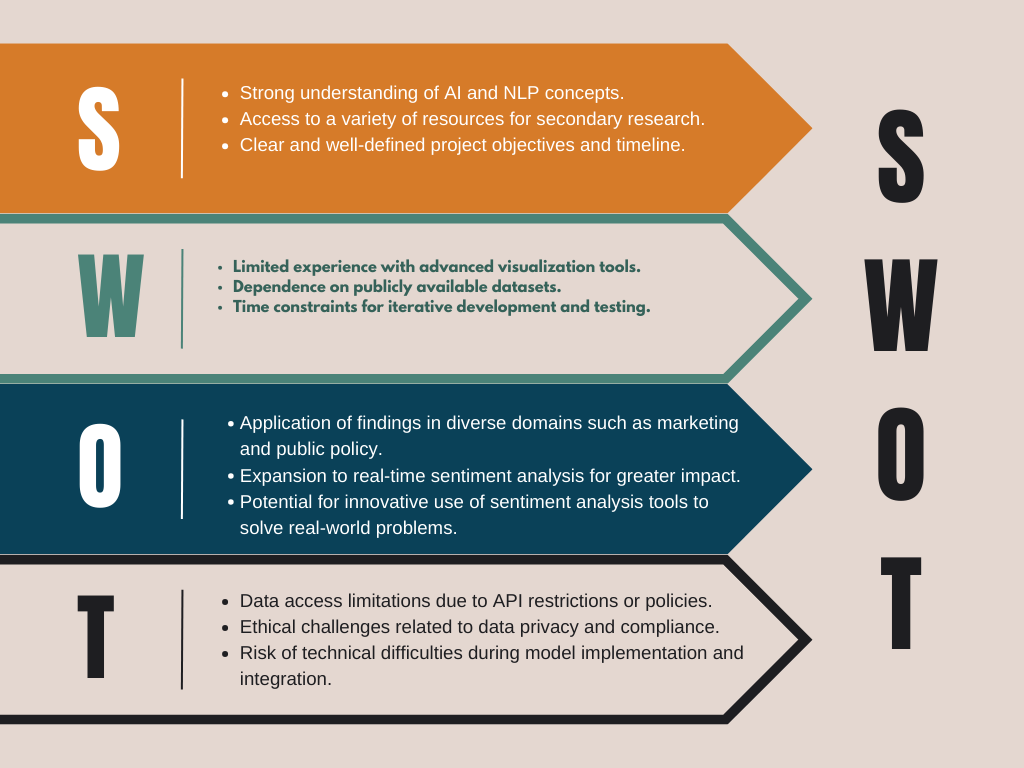 S
• Strong understanding of AI and NLP concepts.
• Access to a variety of resources for secondary research.
• Clear and well-defined project objectives and timeline.
W
• Limited experience with advanced visualization tools.
• Dependence on publicly available datasets.
• Time constraints for iterative development and testing.
O
• Application of findings in diverse domains such as marketing
and public policy.
• Expansion to real-time sentiment analysis for greater impact.
• Potential for innovative use of sentiment analysis tools to
solve real-world problems.
T
• Data access limitations due to API restrictions or policies.
• Ethical challenges related to data privacy and compliance.
• Risk of technical difficulties during model implementation and
integration.
S
W
O
T